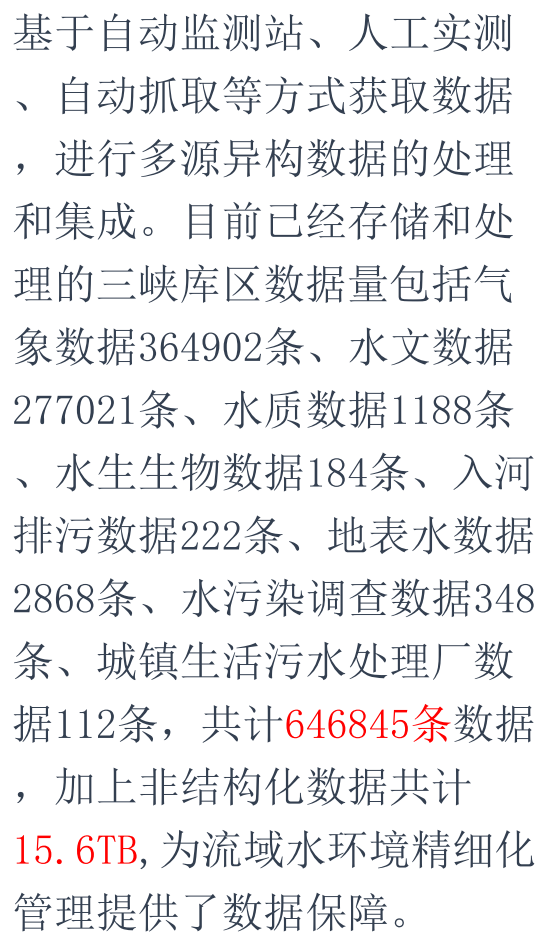 基于自动监测站、人工实测
、自动抓取等方式获取数据
，进行多源异构数据的处理
和集成。目前已经存储和处
理的三峡库区数据量包括气
象数据364902条、水文数据
277021条、水质数据1188条
、水生生物数据184条、入河
排污数据222条、地表水数据
2868条、水污染调查数据348
条、城镇生活污水处理厂数
据112条，共计646845条数据
，加上非结构化数据共计
15.6TB,为流域水环境精细化
管理提供了数据保障。